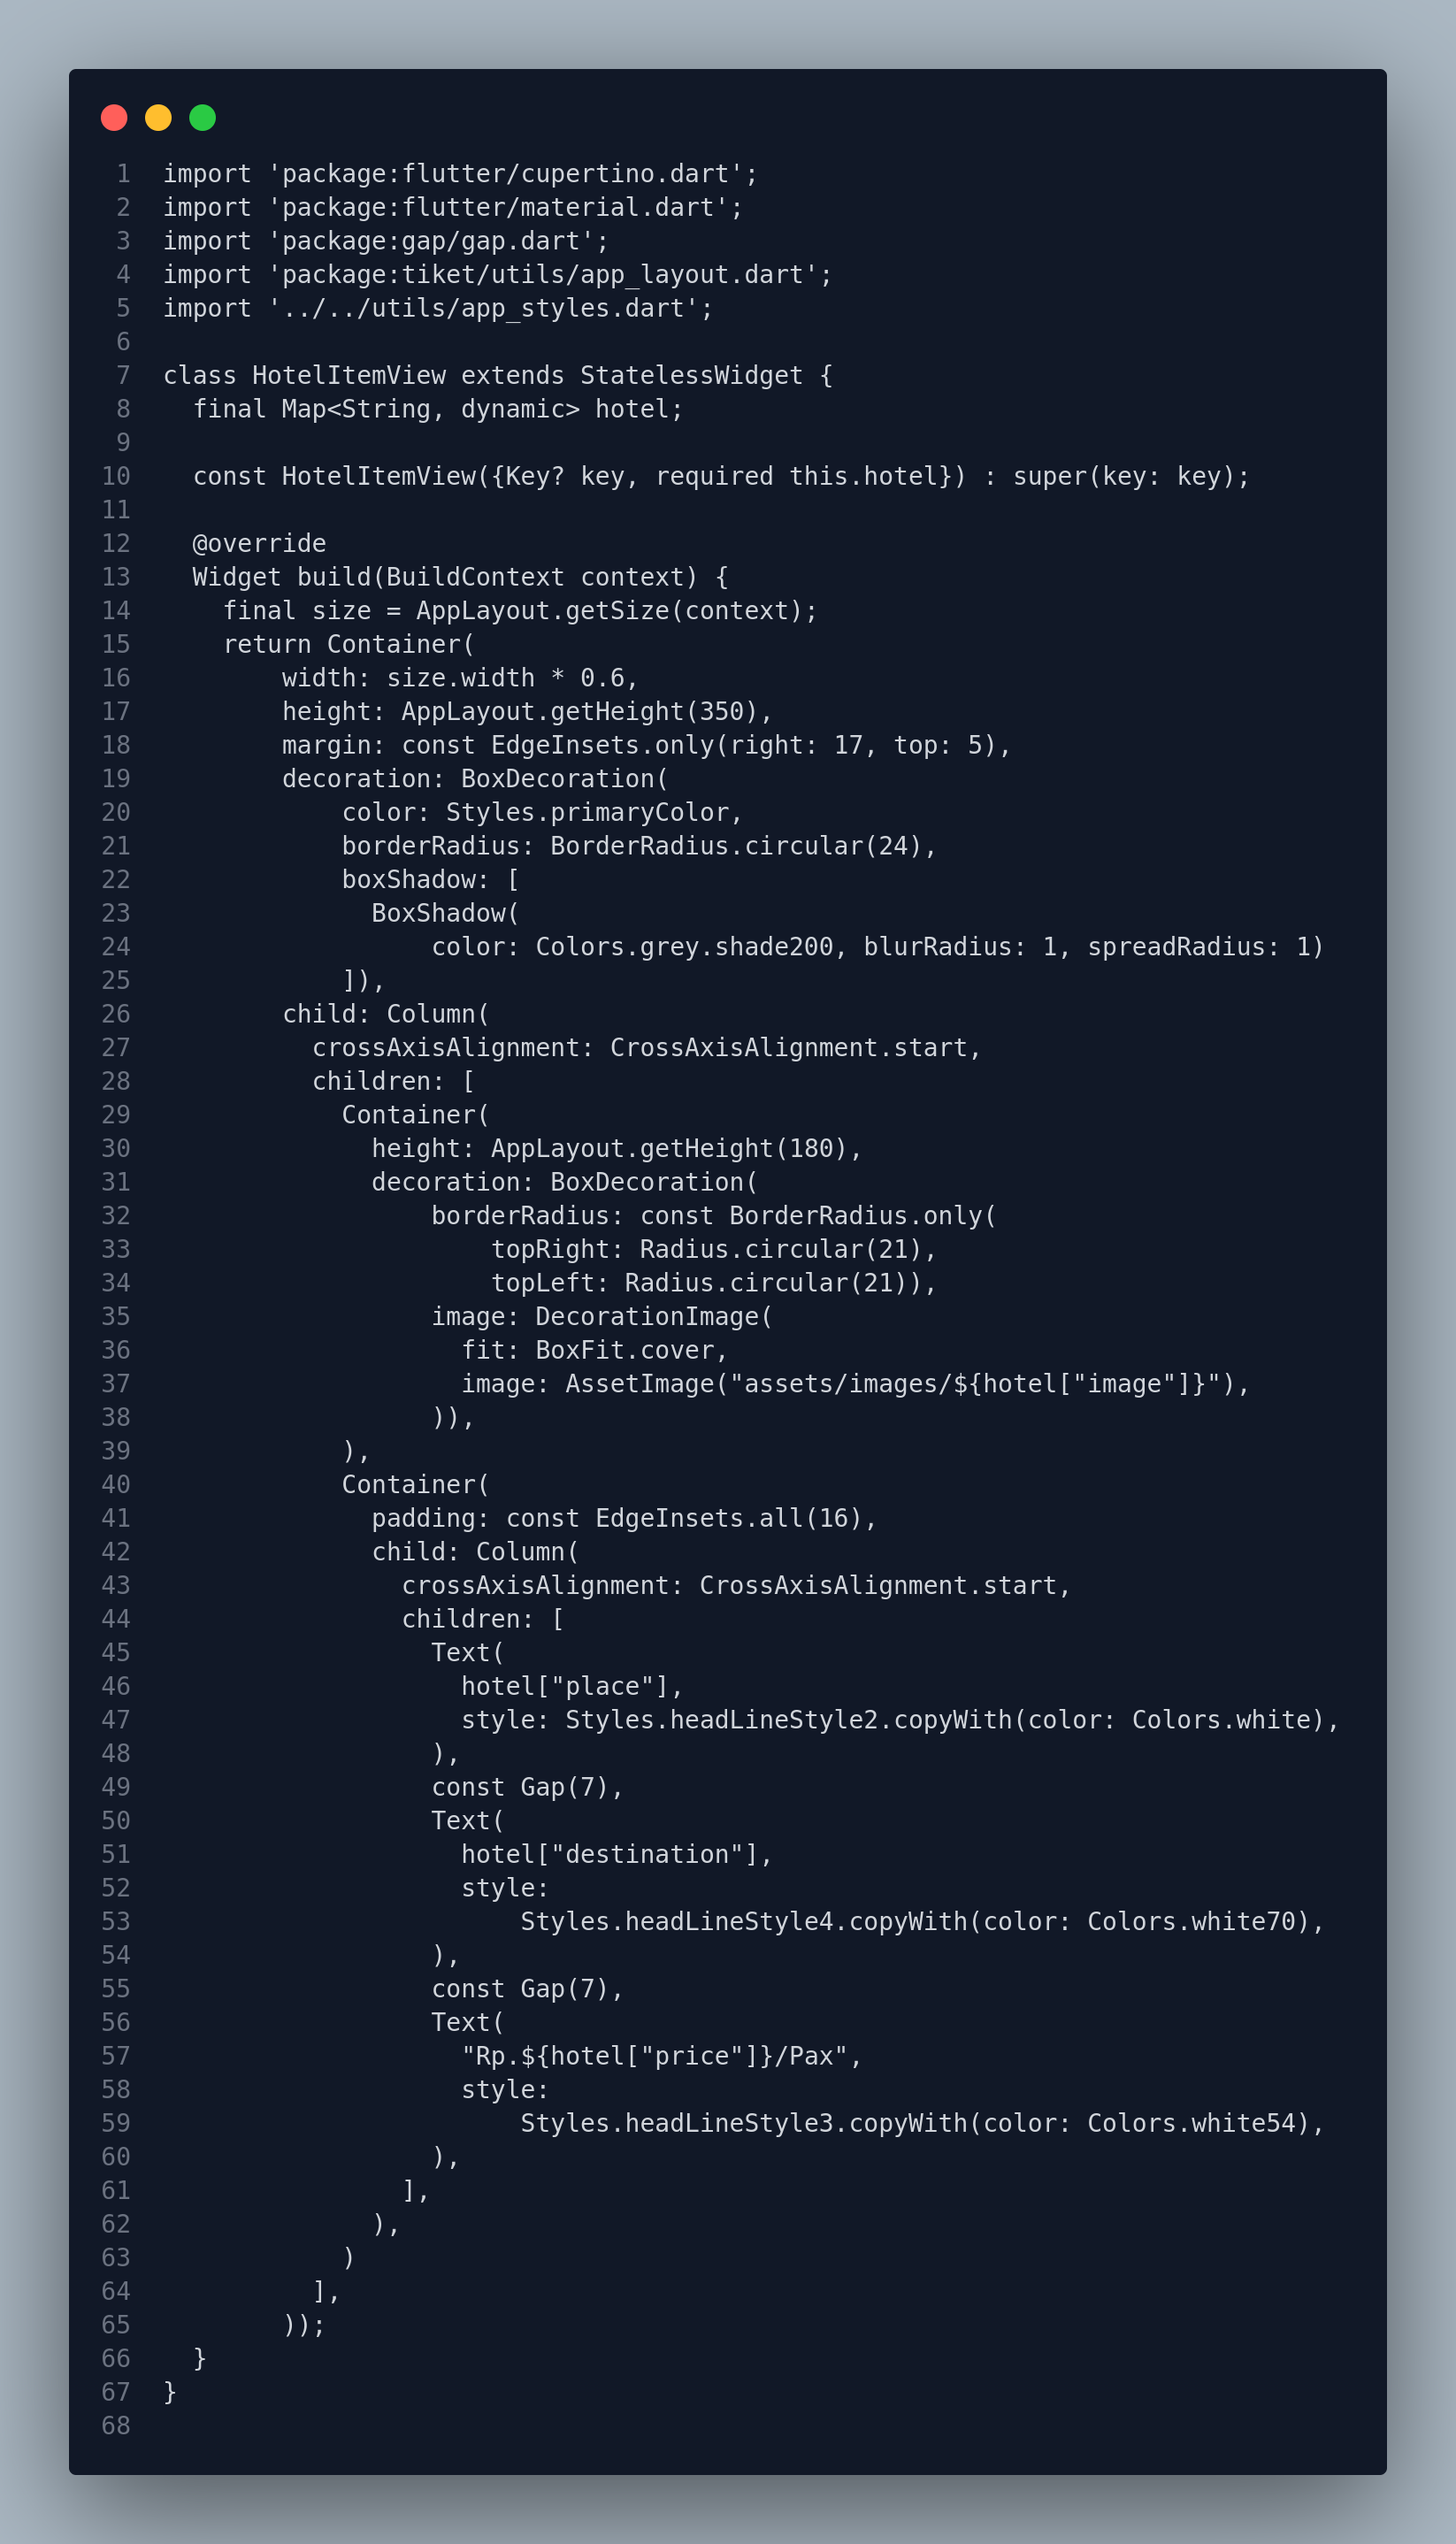 1 import 'package:flutter/cupertino.dart';
2 import 'package:flutter/material.dart';
3 import 'package:gap/gap.dart';
4 import 'package:tiket/utils/app_layout.dart';
5 import '../../utils/app_styles.dart';
6
7 class HotelItemView extends StatelessWidget {
8   final Map<String, dynamic> hotel;
9
10   const HotelItemView({Key? key, required this.hotel}) : super(key: key);
11
12   @override
13   Widget build(BuildContext context) {
14     final size = AppLayout.getSize(context);
15     return Container(
16         width: size.width * 0.6,
17         height: AppLayout.getHeight(350),
18         margin: const EdgeInsets.only(right: 17, top: 5),
19         decoration: BoxDecoration(
20             color: Styles.primaryColor,
21             borderRadius: BorderRadius.circular(24),
22             boxShadow: [
23               BoxShadow(
24                   color: Colors.grey.shade200, blurRadius: 1, spreadRadius: 1)
25             ]),
26         child: Column(
27           crossAxisAlignment: CrossAxisAlignment.start,
28           children: [
29             Container(
30               height: AppLayout.getHeight(180),
31               decoration: BoxDecoration(
32                   borderRadius: const BorderRadius.only(
33                       topRight: Radius.circular(21),
34                       topLeft: Radius.circular(21)),
35                   image: DecorationImage(
36                     fit: BoxFit.cover,
37                     image: AssetImage("assets/images/${hotel["image"]}"),
38                   )),
39             ),
40             Container(
41               padding: const EdgeInsets.all(16),
42               child: Column(
43                 crossAxisAlignment: CrossAxisAlignment.start,
44                 children: [
45                   Text(
46                     hotel["place"],
47                     style: Styles.headLineStyle2.copyWith(color: Colors.white),
48                   ),
49                   const Gap(7),
50                   Text(
51                     hotel["destination"],
52                     style:
53                         Styles.headLineStyle4.copyWith(color: Colors.white70),
54                   ),
55                   const Gap(7),
56                   Text(
57                     "Rp.${hotel["price"]}/Pax",
58                     style:
59                         Styles.headLineStyle3.copyWith(color: Colors.white54),
60                   ),
61                 ],
62               ),
63             )
64           ],
65         ));
66   }
67 }
68